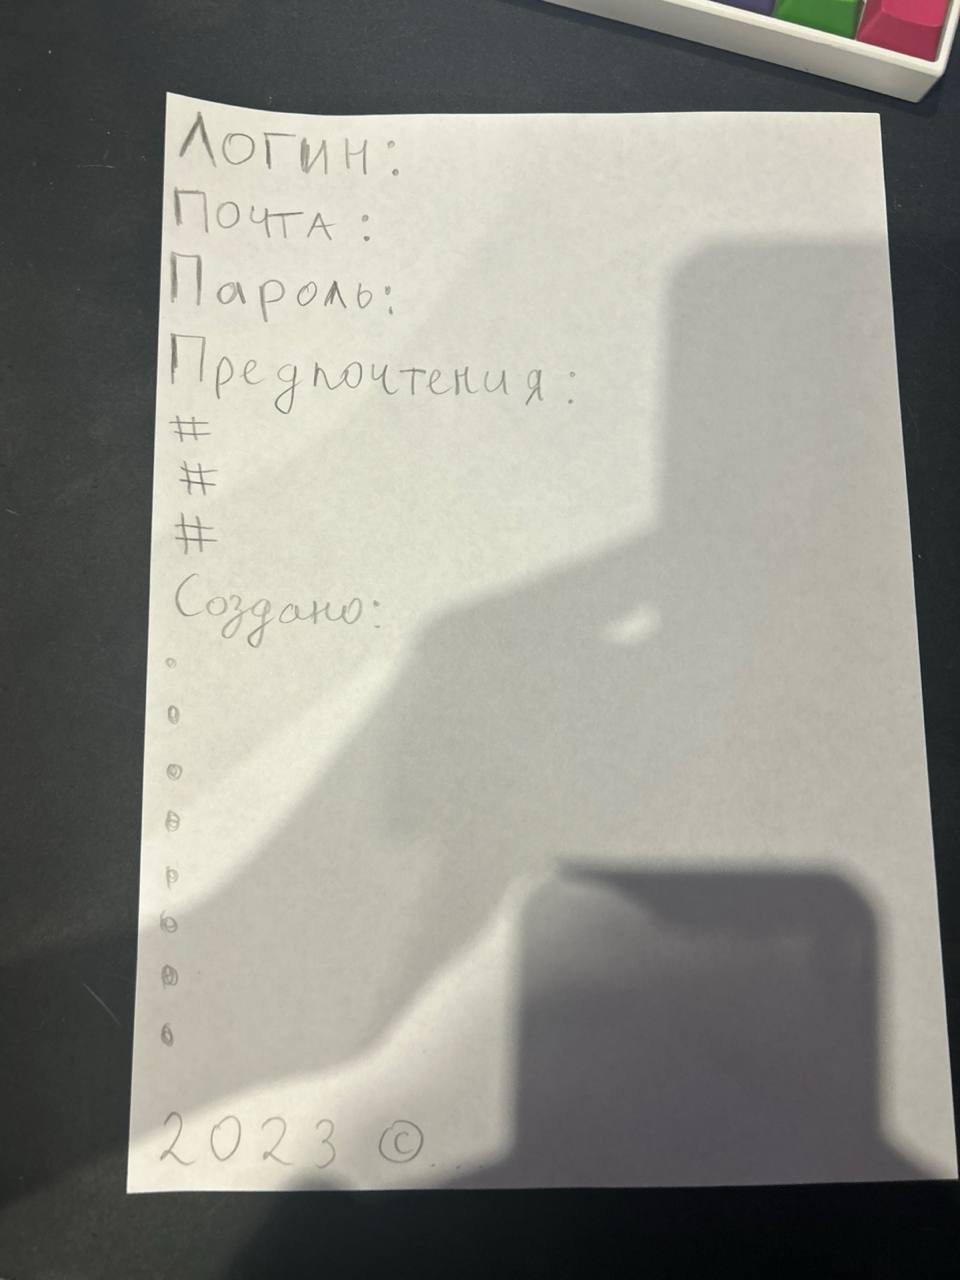 Логин:
Почта:
Пароль:
Предпочтения:
#
#
#
Создано:
•
•
•
•
•
•
•
•
2023 ©...